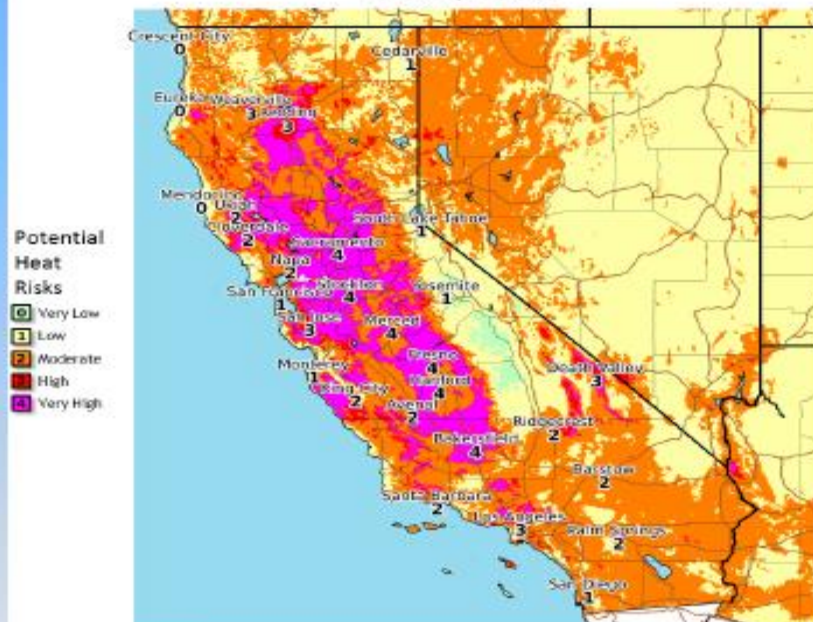 Crescent City
0
Cedarville
1
Eureka
0
Weaverville
3
Redding
3
Mendocino
0
Ukiah
2
Cloverdale
2
South Lake Tahoe
1
Sacramento
4
Napa
2
Stockton
4
Yosemite
1
San Francisco
1
San Jose
3
Merced
4
Fresno
4
Hanford
4
Death Valley
3
Monterey
1
King City
2
Avenal
2
Ridgecrest
2
Bakersfield
4
Barstow
2
Santa Barbara
2
Los Angeles
3
Palm Springs
2
San Diego
1
Potential
Heat
Risks
0 Very Low
1 Low
2 Moderate
3 High
4 Very High